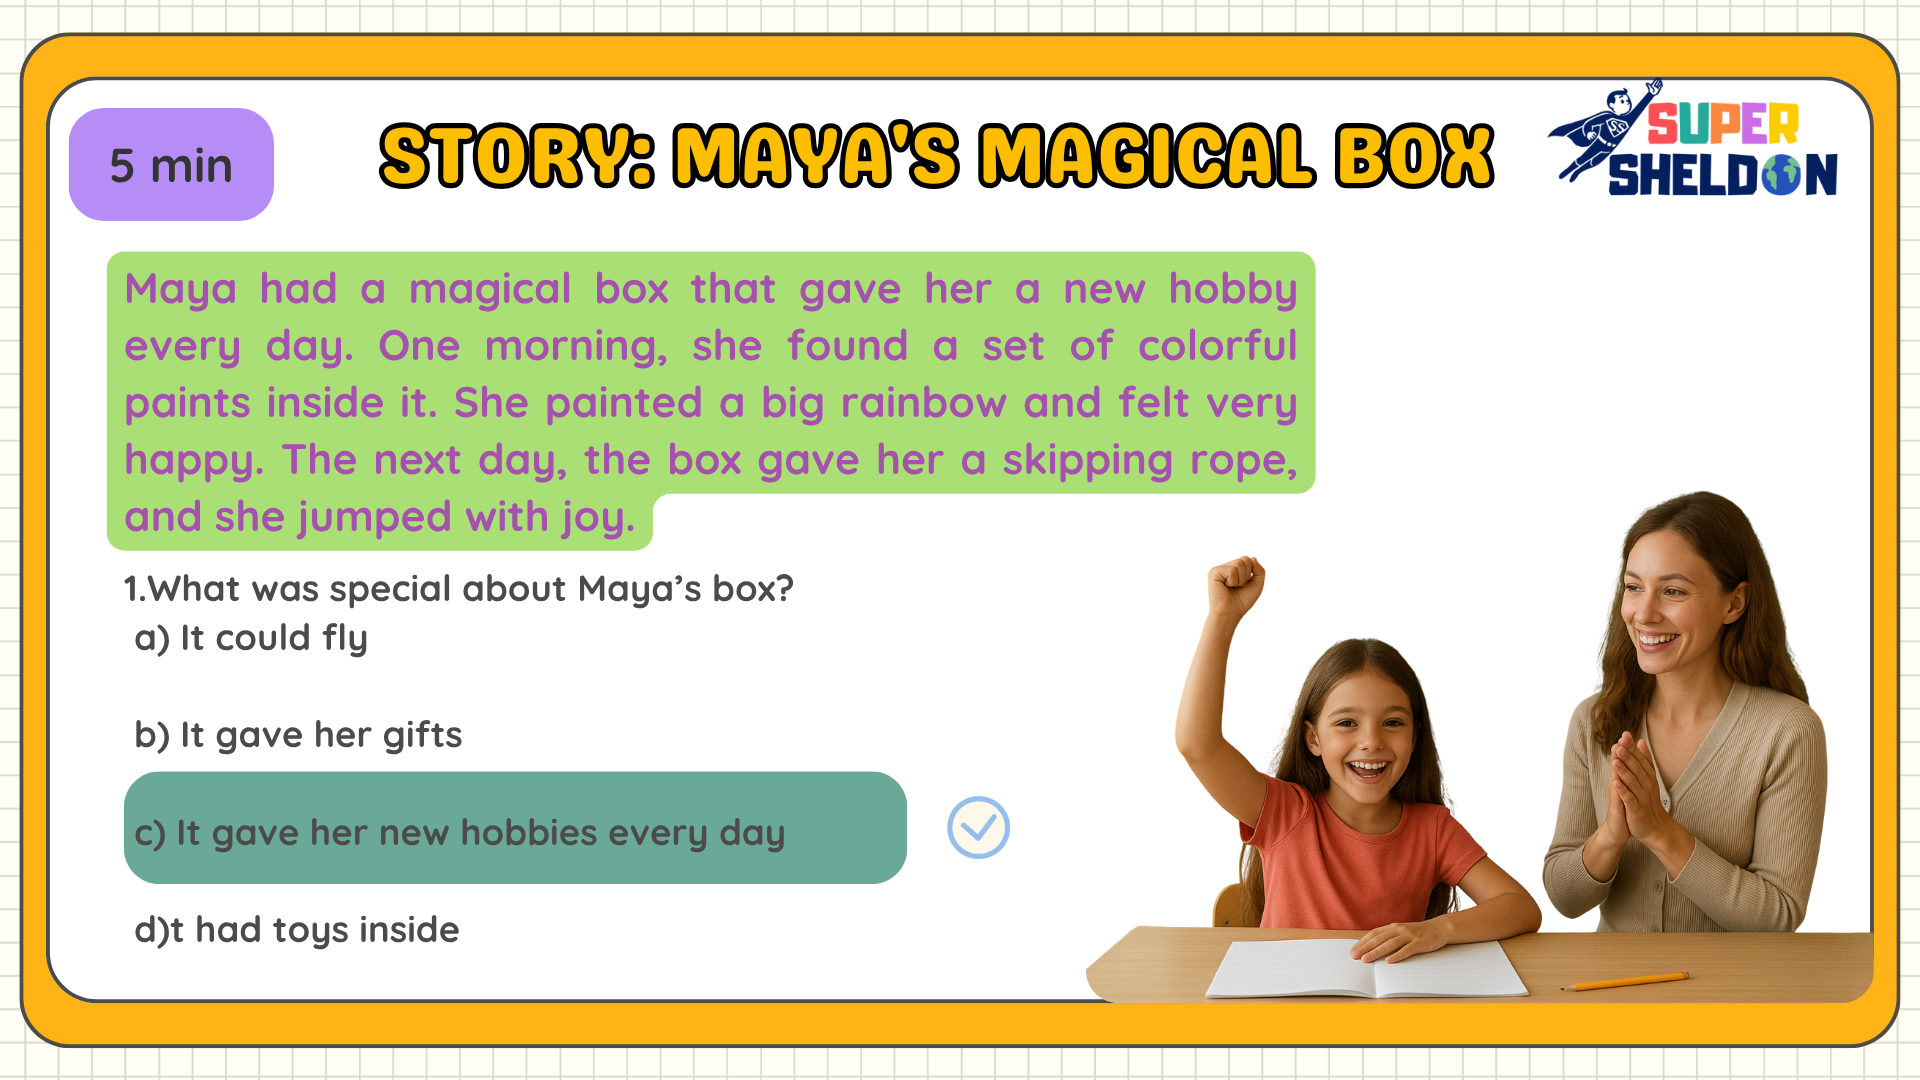 5 min
STORY: MAYA'S MAGICAL BOX
SUPER
SHELDON
Maya had a magical box that gave her a new hobby
every day. One morning, she found a set of colorful
paints inside it. She painted a big rainbow and felt very
happy. The next day, the box gave her a skipping rope,
and she jumped with joy.
1.What was special about Maya’s box?
a) It could fly
b) It gave her gifts
c) It gave her new hobbies every day
d)t had toys inside